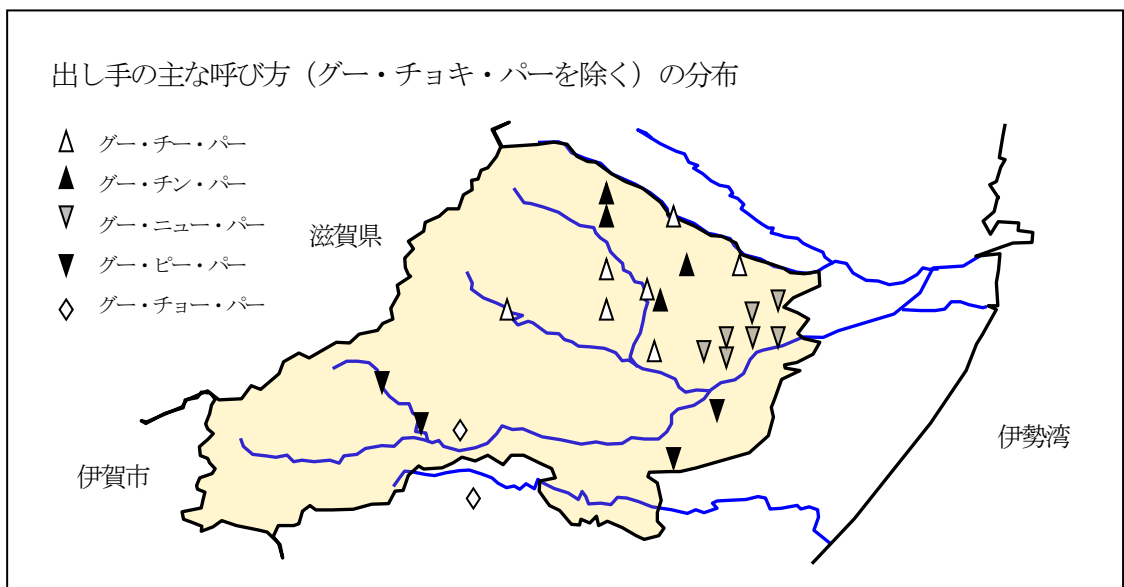 出し手の主な呼び方（グー・チョキ・パーを除く）の分布
グー・チー・パー
グー・チン・パー
グー・ニュー・パー
グー・ピー・パー
グー・チョー・パー
滋賀県
伊賀市
伊勢湾